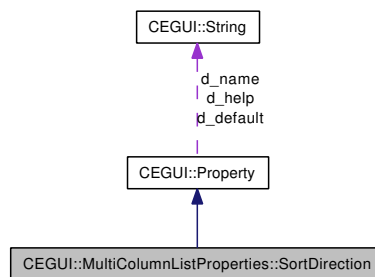 CEGUI::String
d_name
d_help
d_default
CEGUI::Property
CEGUI::MultiColumnListProperties::SortDirection